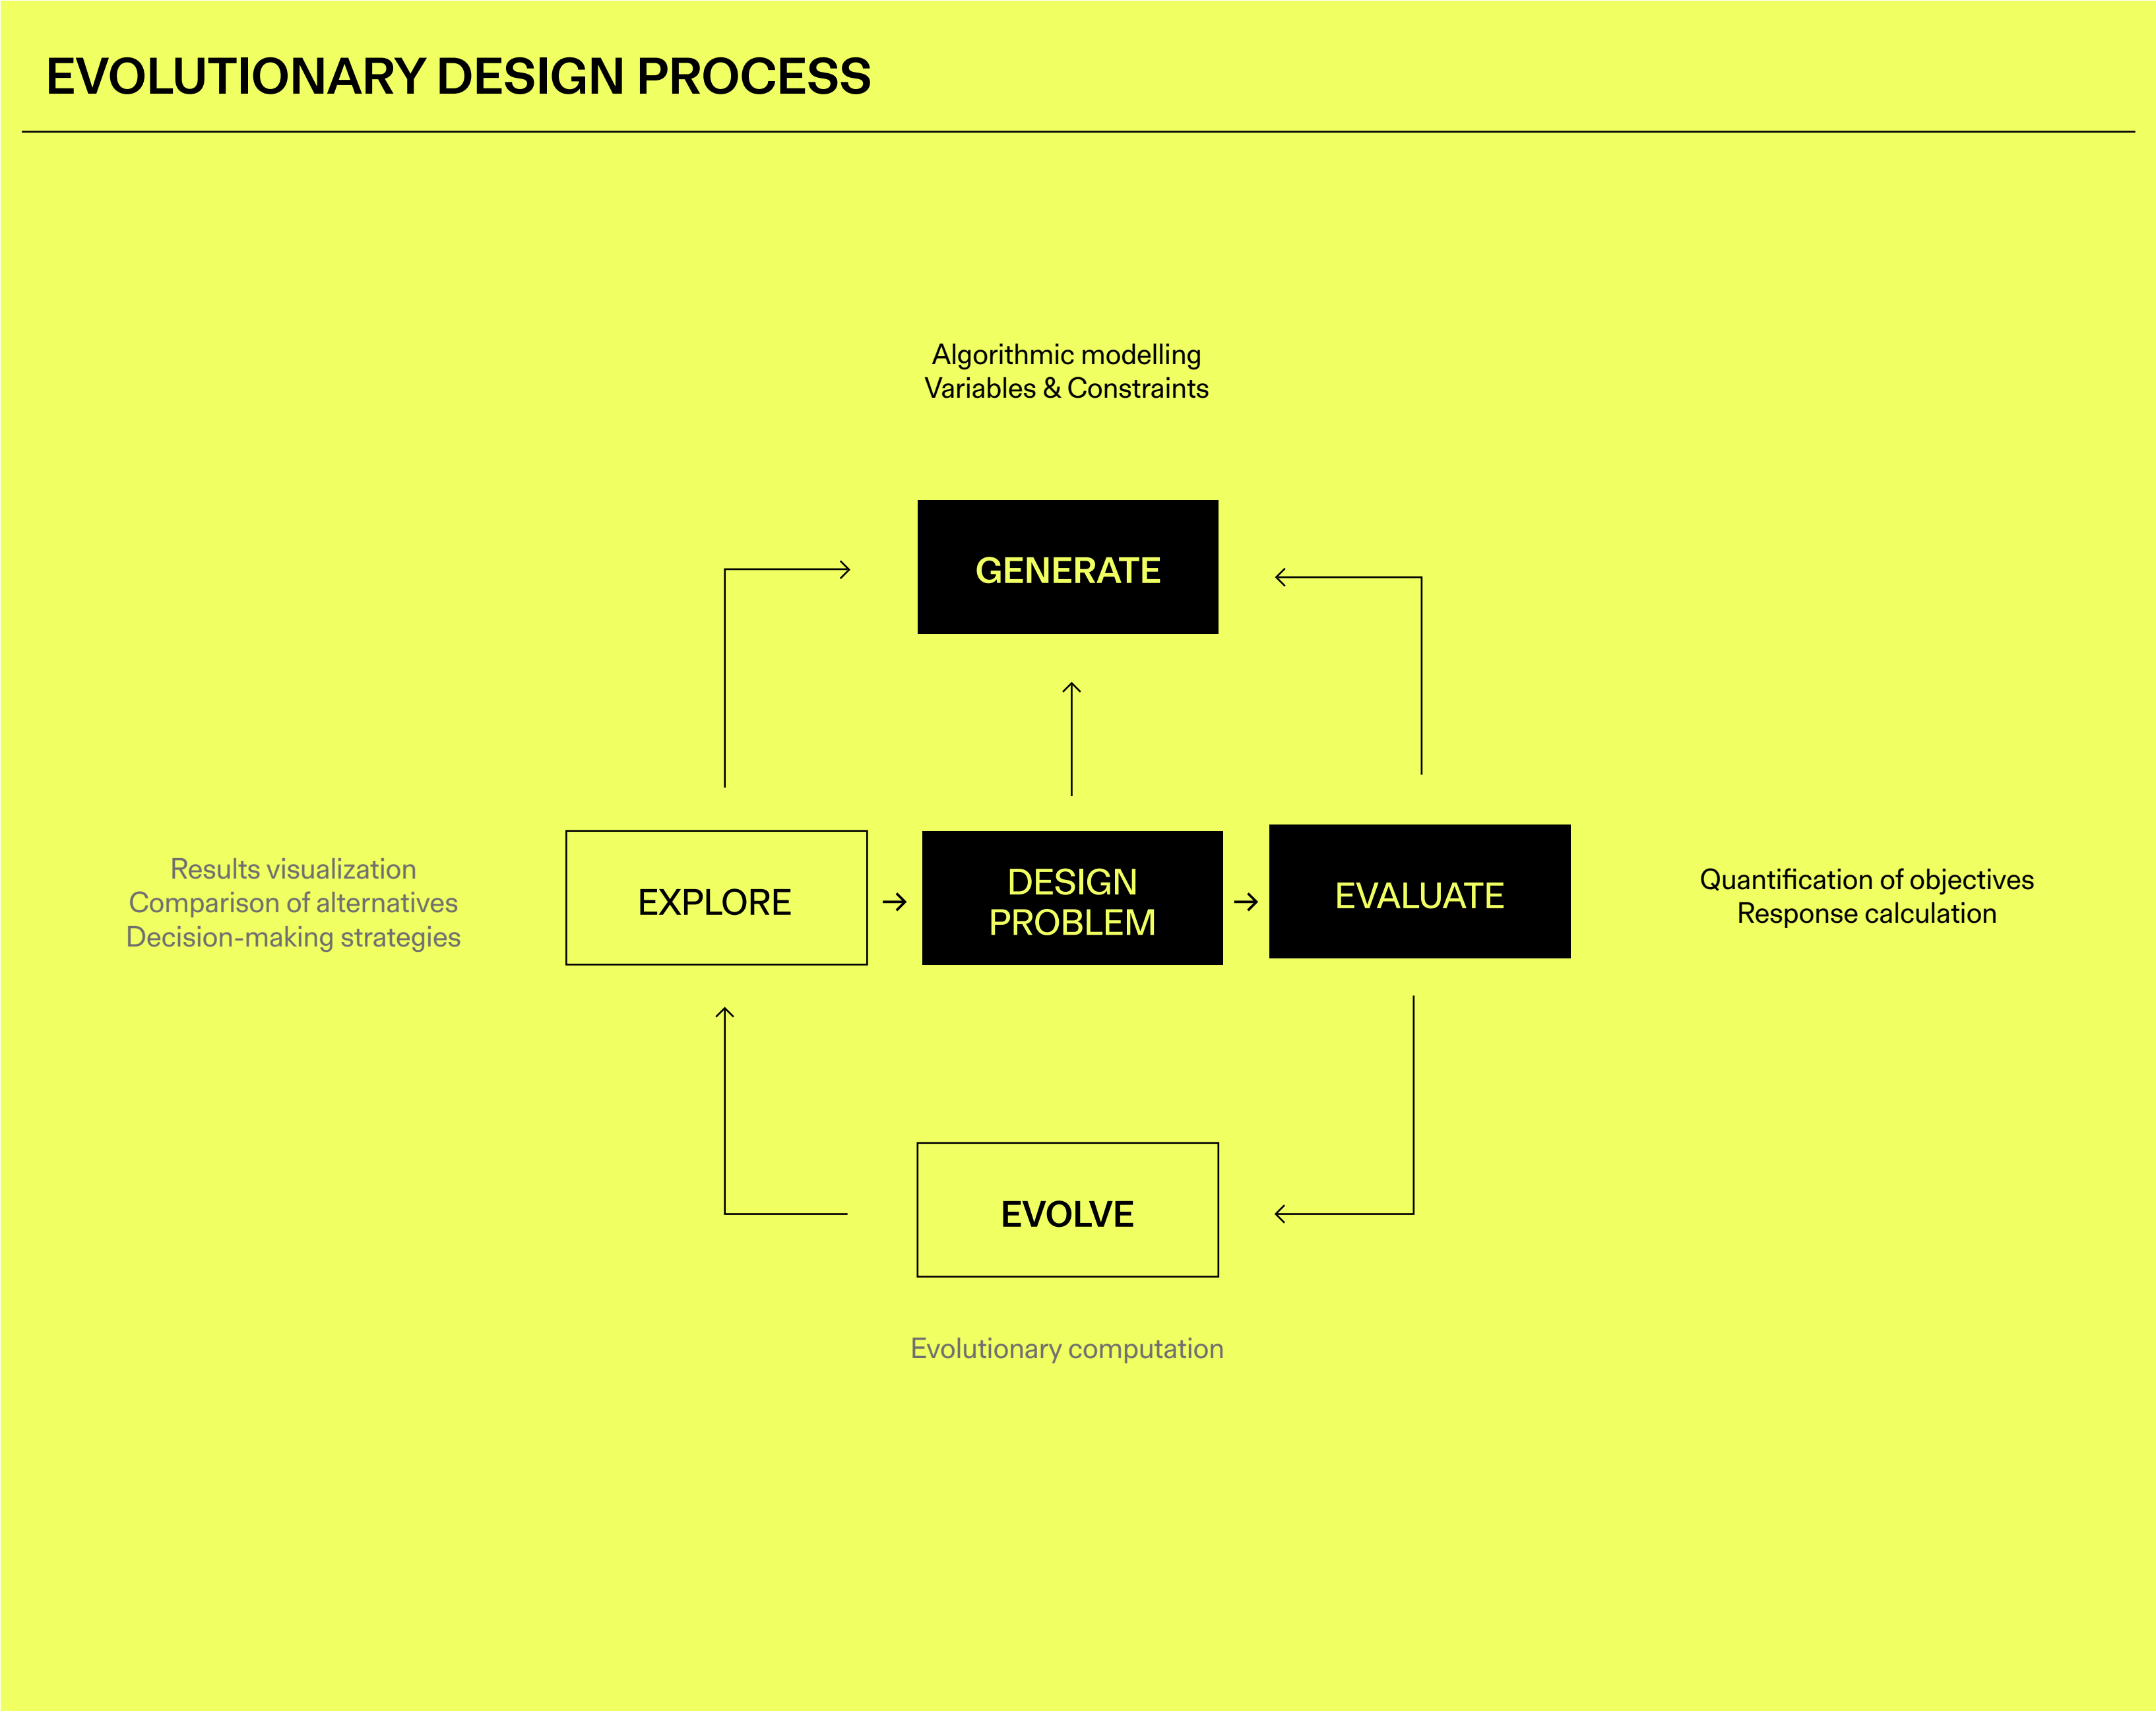 EVOLUTIONARY DESIGN PROCESS
Algorithmic modelling
Variables & Constraints
GENERATE
Results visualization
Comparison of alternatives
Decision-making strategies
EXPLORE
DESIGN
PROBLEM
EVALUATE
Quantification of objectives
Response calculation
EVOLVE
Evolutionary computation